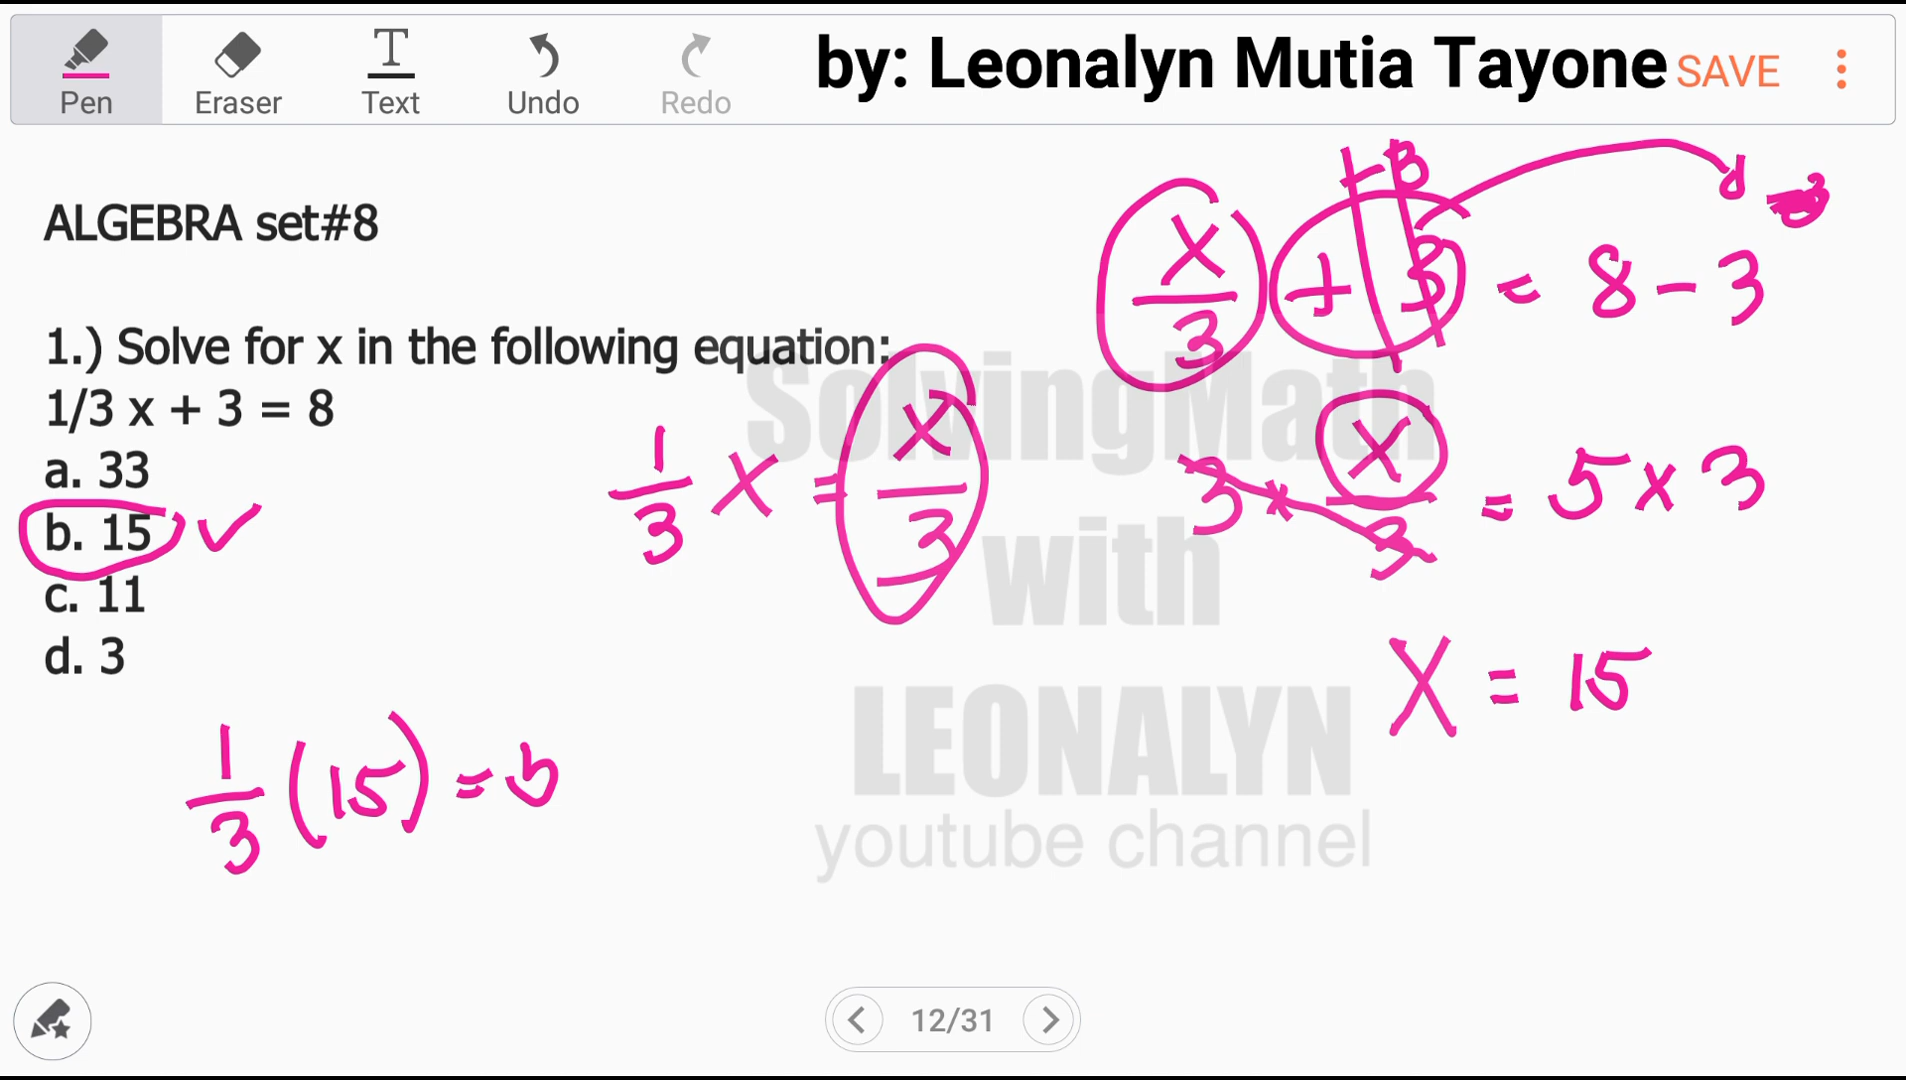 Pen
Eraser
Text
Undo
Redo
by: Leonalyn Mutia Tayone
SAVE
ALGEBRA set#8
1.) Solve for x in the following equation:
1/3 x + 3 = 8
a. 33
b. 15
c. 11
d. 3
1/3 x = x/3
1/3 (15) =
x/3 + 3 = 8 - 3
-3
3 * x/3 = 5 x 3
x = 15
SolvingMath
with
LEONALYN
youtube channel
12/31